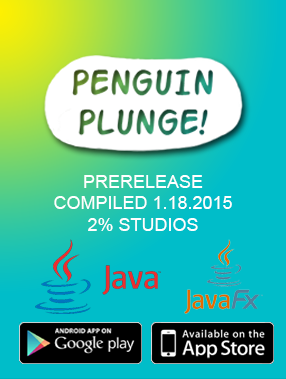 PENGUIN
PLUNGE!
PRERELEASE
COMPILED 1.18.2015
2% STUDIOS
Java™
JavaFx
ANDROID APP ON
Google play
Available on the
App Store